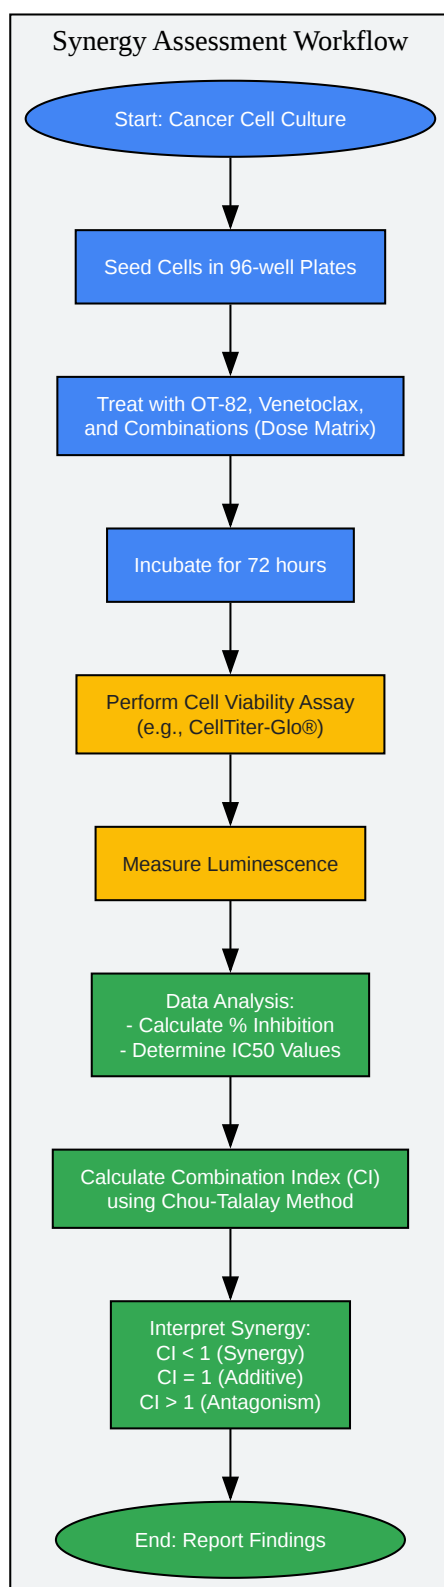 Synergy Assessment Workflow
Start: Cancer Cell Culture
Seed Cells in 96-well Plates
Treat with OT-82, Venetoclax,
and Combinations (Dose Matrix)
Incubate for 72 hours
Perform Cell Viability Assay
(e.g., CellTiter-Glo®)
Measure Luminescence
Data Analysis:
- Calculate % Inhibition
- Determine IC50 Values
Calculate Combination Index (CI)
using Chou-Talalay Method
Interpret Synergy:
CI < 1 (Synergy)
CI = 1 (Additive)
CI > 1 (Antagonism)
End: Report Findings